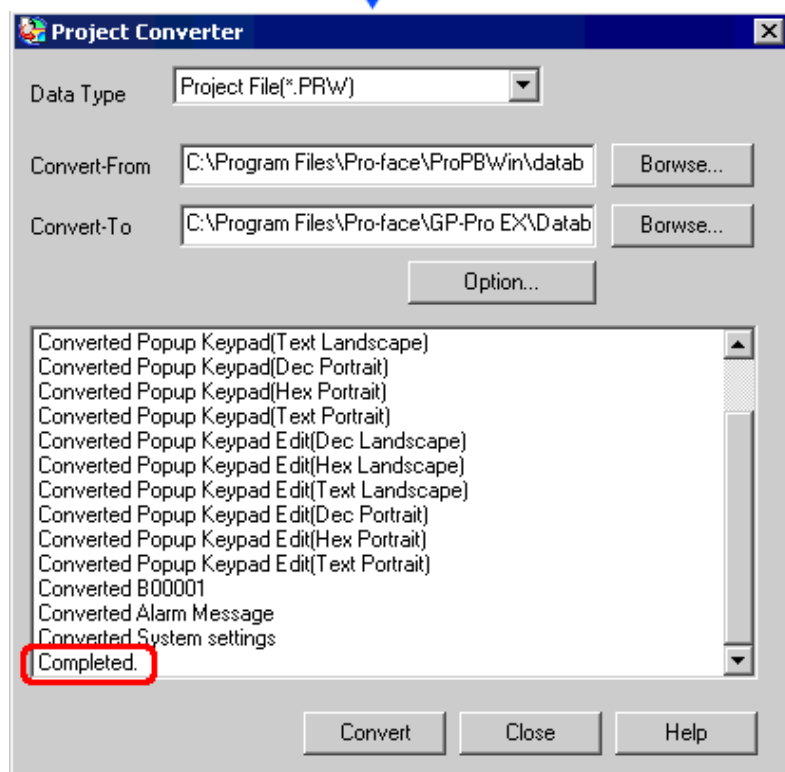 Project Converter
Data Type Project File(*.PRW)
Convert-From C:\Program Files\Pro-face\ProPBWin\datab Borwse...
Convert-To C:\Program Files\Pro-face\GP-Pro EX\Datab Borwse...
Option...
Converted Popup Keypad(Text Landscape)
Converted Popup Keypad(Dec Portrait)
Converted Popup Keypad(Hex Portrait)
Converted Popup Keypad(Text Portrait)
Converted Popup Keypad Edit(Dec Landscape)
Converted Popup Keypad Edit(Hex Landscape)
Converted Popup Keypad Edit(Text Landscape)
Converted Popup Keypad Edit(Dec Portrait)
Converted Popup Keypad Edit(Hex Portrait)
Converted Popup Keypad Edit(Text Portrait)
Converted B00001
Converted Alarm Message
Converted System settings
Completed.
Convert Close Help